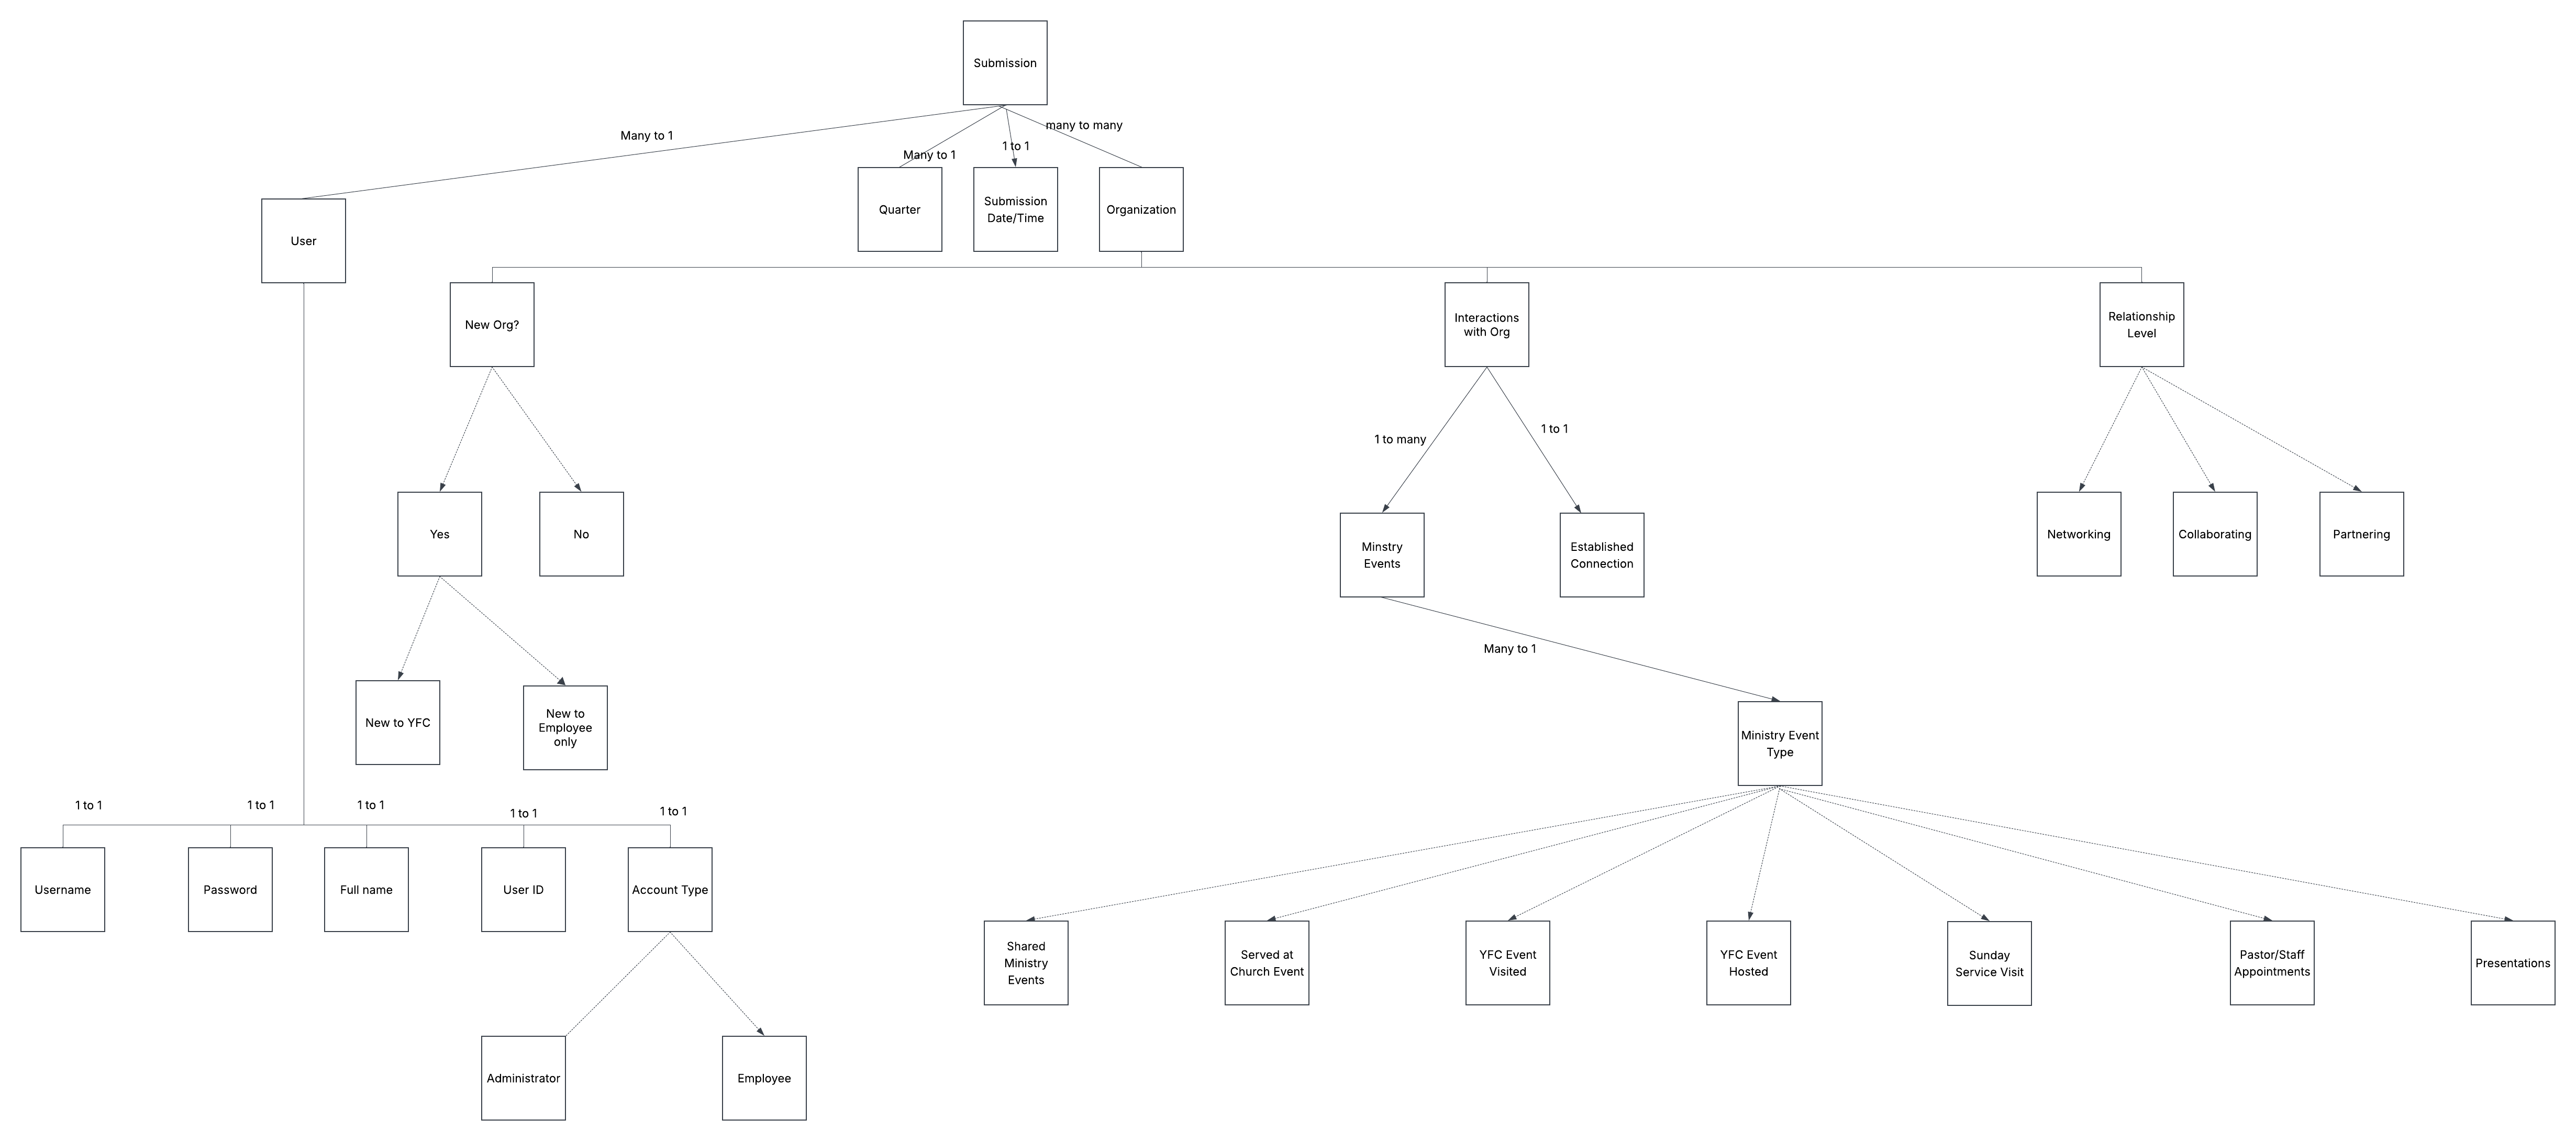 Submission
many to many
Many to 1
1 to 1
Many to 1
Submission
Date/Time
Quarter
Organization
User
New Org?
Interactions
with Org
Relationship
Level
1 to many
1 to 1
Yes
No
Minstry
Events
Established
Connection
Networking
Collaborating
Partnering
Many to 1
New to YFC
New to
Employee
only
Ministry Event
Type
1 to 1
1 to 1
1 to 1
1 to 1
1 to 1
Username
Password
Full name
User ID
Account Type
Shared
Ministry
Events
Served at
Church Event
YFC Event
Visited
YFC Event
Hosted
Sunday
Service Visit
Pastor/Staff
Appointments
Presentations
Administrator
Employee